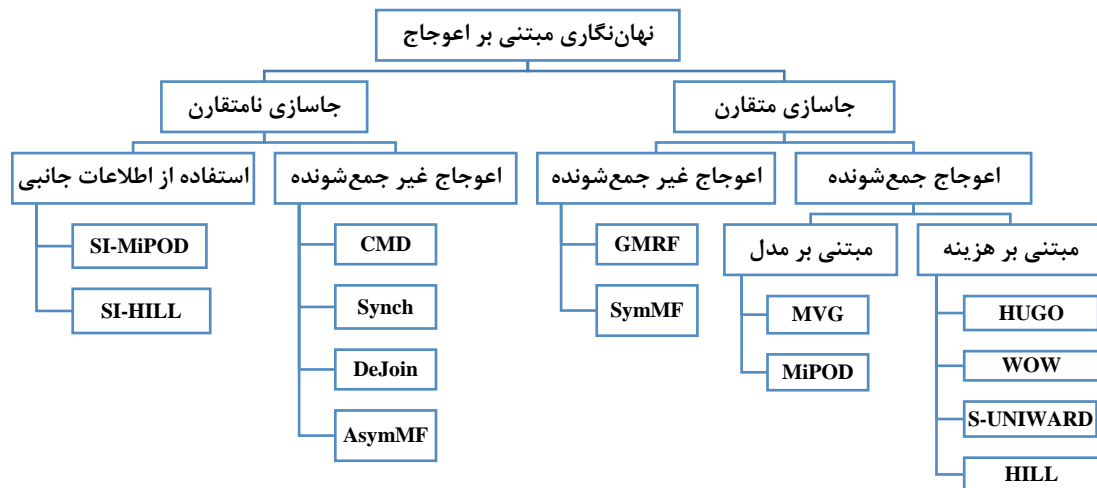 نهان‌نگاری مبتنی بر اعوجاج
جاسازی متقارن
جاسازی نامتقارن
اعوجاج جمع‌شونده
اعوجاج غیر جمع‌شونده
اعوجاج غیر جمع‌شونده
استفاده از اطلاعات جانبی
مبتنی بر هزینه
مبتنی بر مدل
HUGO
WOW
S-UNIWARD
HILL
MVG
MiPOD
GMRF
SymMF
CMD
Synch
DeJoin
AsymMF
SI-MiPOD
SI-HILL